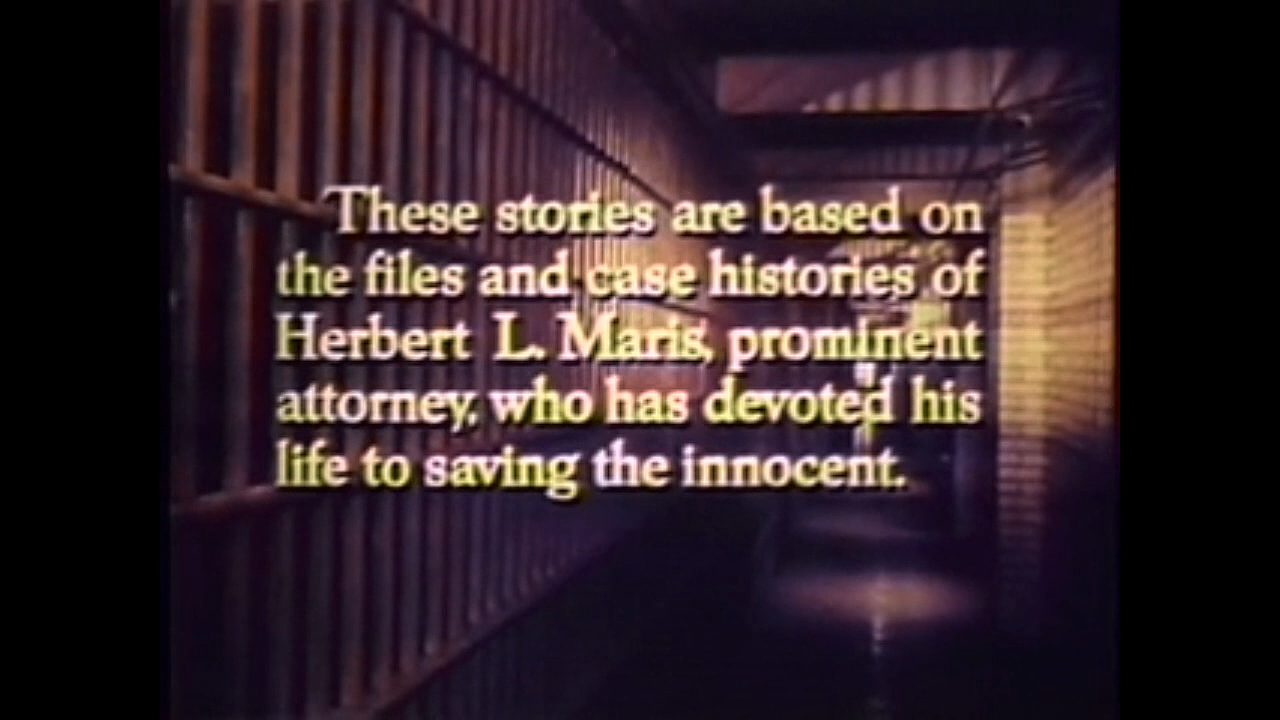 These stories are based on
the files and case histories of
Herbert L. Maris, prominent
attorney, who has devoted his
life to saving the innocent.